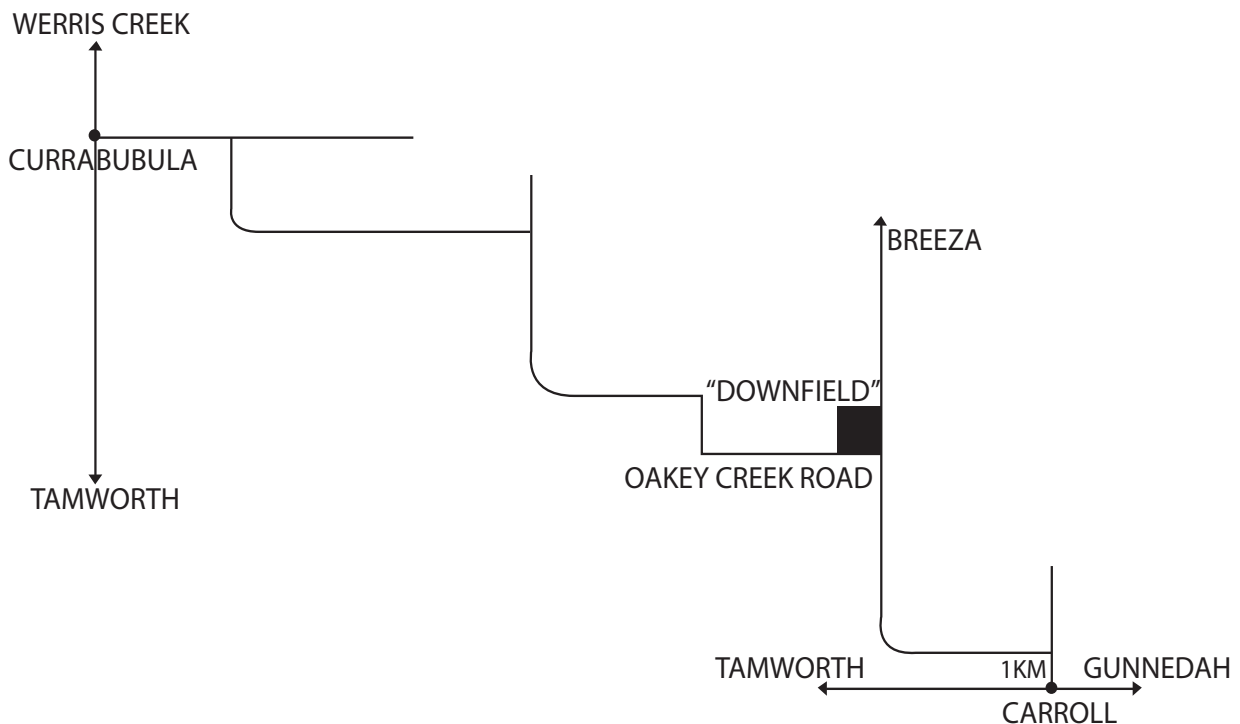 WERRIS CREEK
CURRABUBULA
BREEZA
“DOWNFIELD”
OAKEY CREEK ROAD
TAMWORTH
TAMWORTH
1KM
GUNNEDAH
CARROLL